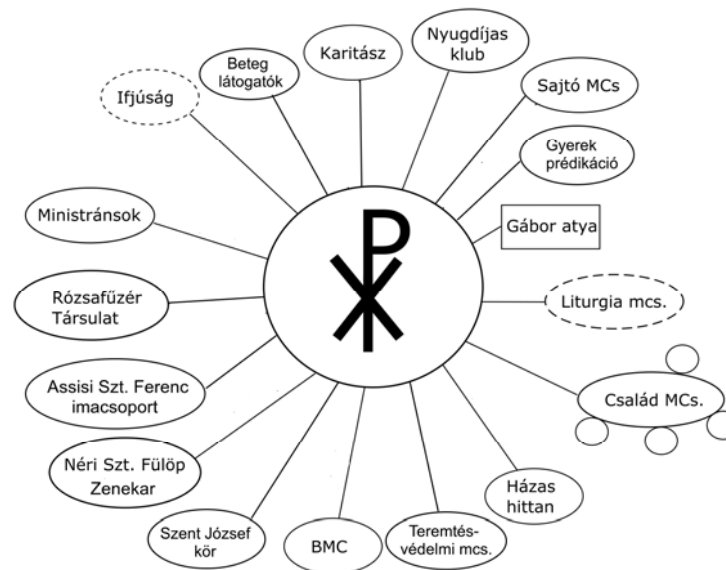 Nyugdíjas
klub
Karitász
Beteg
látogatók
Sajtó MCs
Ifjúság
Gyerek
prédikáció
Ministránsok
Gábor atya
Rózsafűzér
Társulat
Liturgia mcs.
Assisi Szt. Ferenc
imacsoport
Család MCs.
Néri Szt. Fülöp
Zenekar
Házas
hittan
Szent József
kör
BMC
Teremtés-
védelmi mcs.